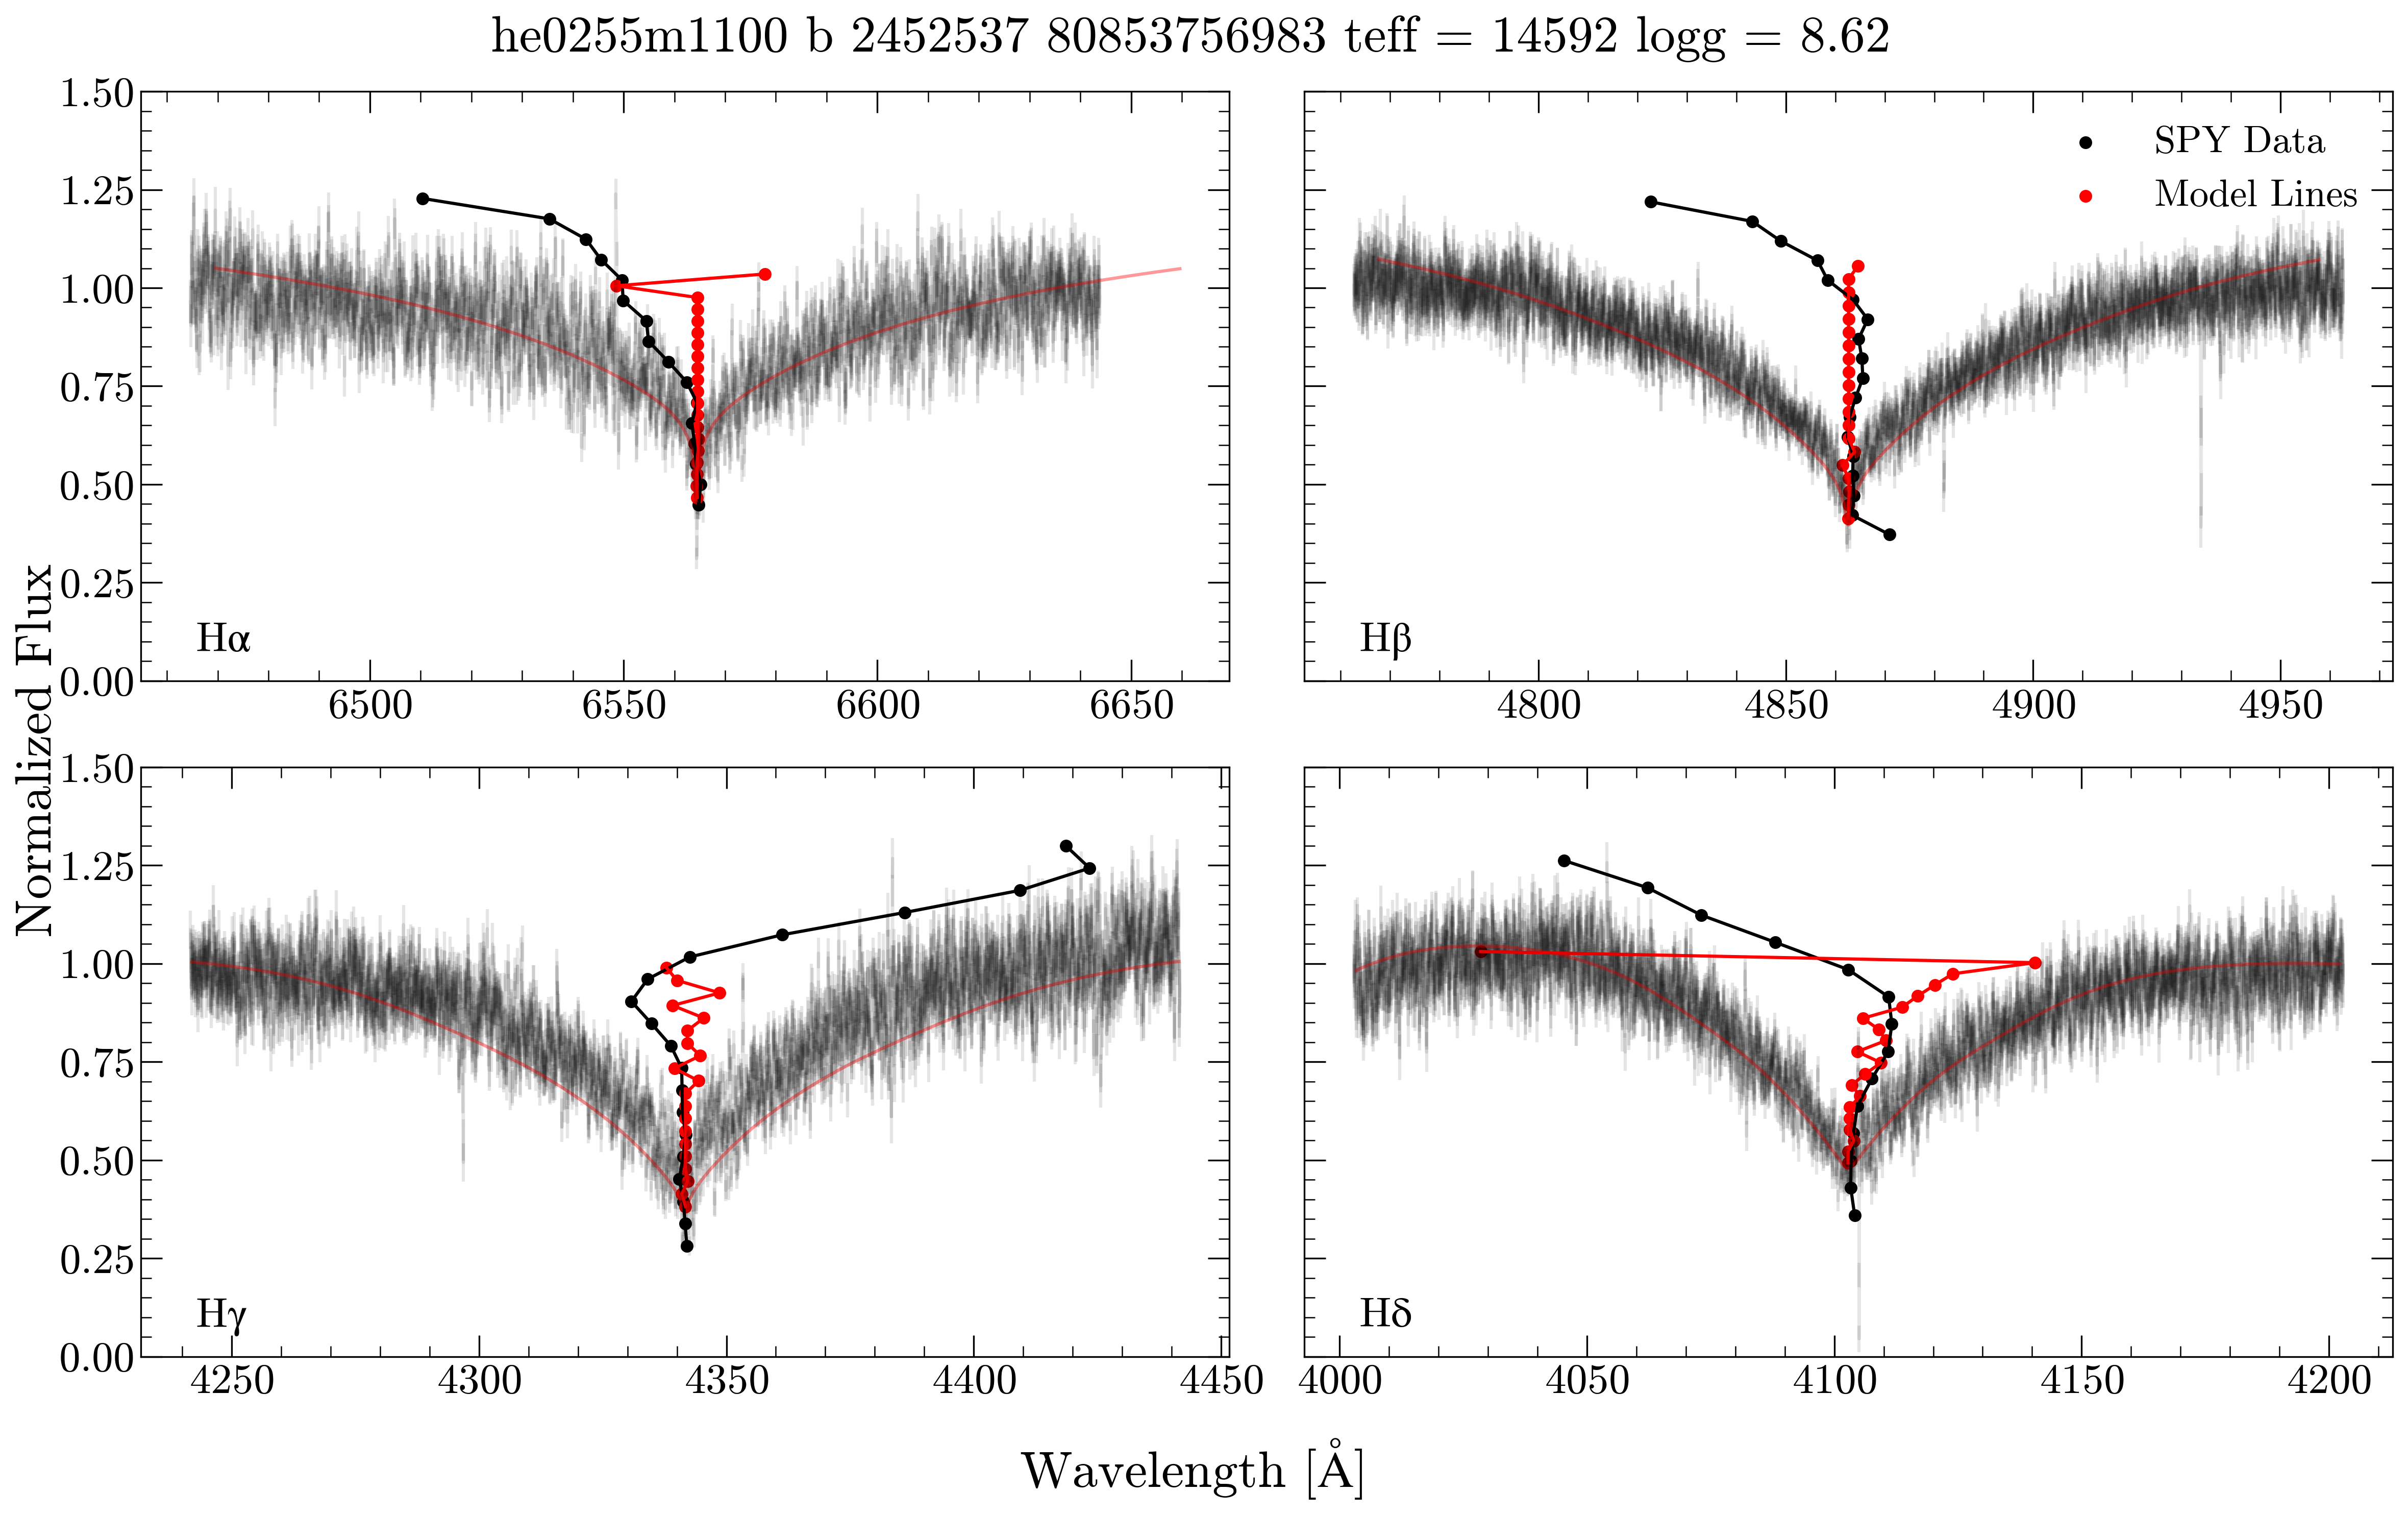 he0255m1100 b 2452537 80853756983 teff = 14592 logg = 8.62
Normalized Flux
1.50
1.25
1.00
0.75
0.50
0.25
0.00
Hα
6500 6550 6600 6650
SPY Data
Model Lines
Hβ
4800 4850 4900 4950
1.50
1.25
1.00
0.75
0.50
0.25
0.00
Hγ
4250 4300 4350 4400 4450
Hδ
4000 4050 4100 4150 4200
Wavelength [Å]